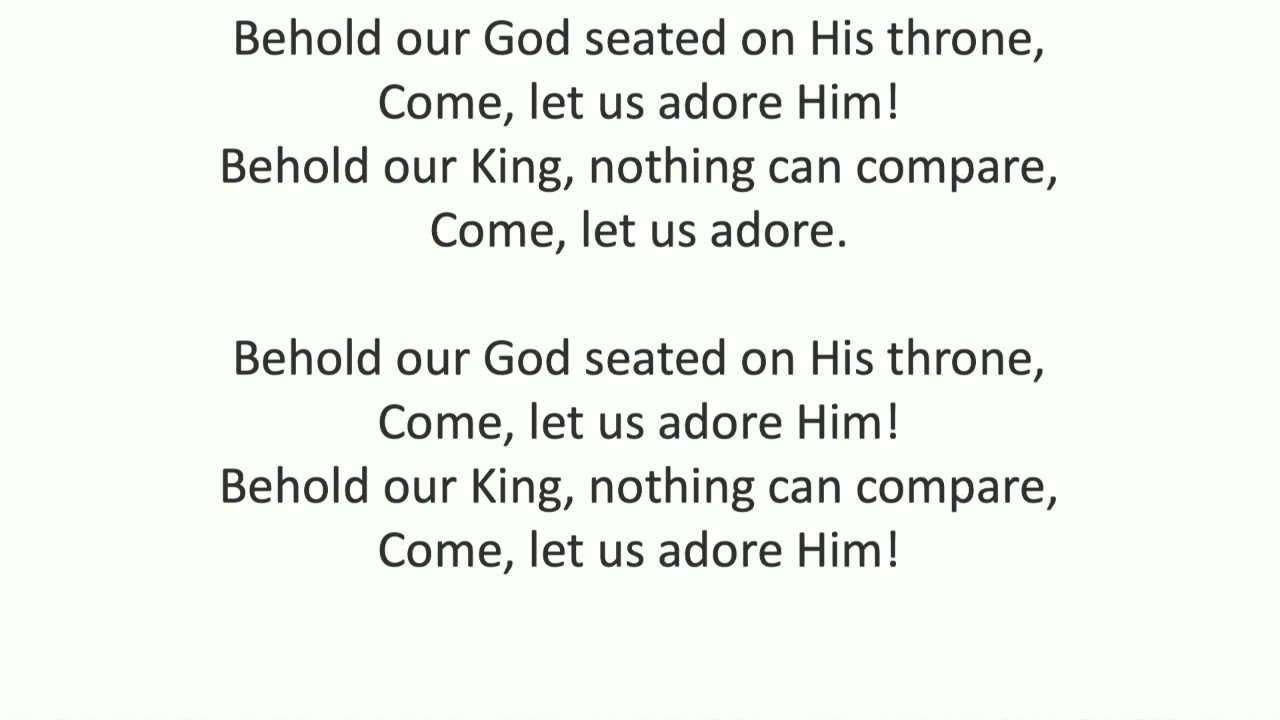 Behold our God seated on His throne,
Come, let us adore Him!
Behold our King, nothing can compare,
Come, let us adore.
Behold our God seated on His throne,
Come, let us adore Him!
Behold our King, nothing can compare,
Come, let us adore Him!